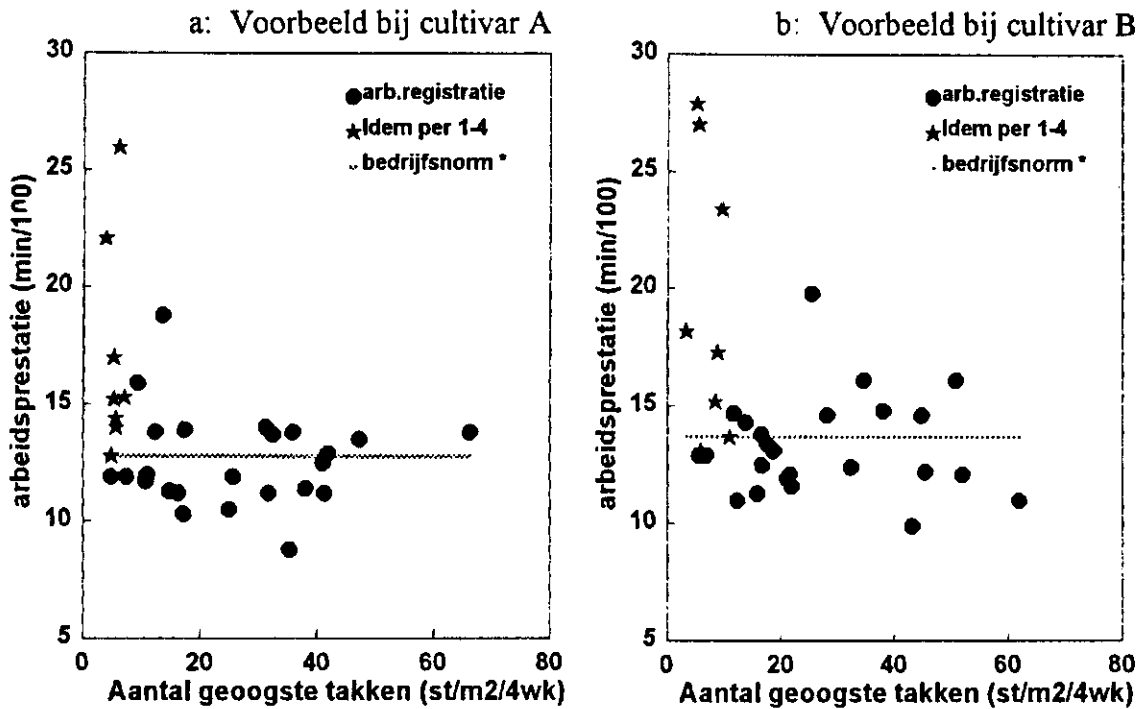 a: Voorbeeld bij cultivar A
30
25
20
15
10
5
arbeidsprestatie (min/100)
arb.registratie
Idem per 1-4
bedrijfsnorm *
0 20 40 60 80
Aantal geoogste takken (st/m2/4wk)
b: Voorbeeld bij cultivar B
30
25
20
15
10
5
arbeidsprestatie (min/100)
arb.registratie
Idem per 1-4
bedrijfsnorm *
0 20 40 60 80
Aantal geoogste takken (st/m2/4wk)